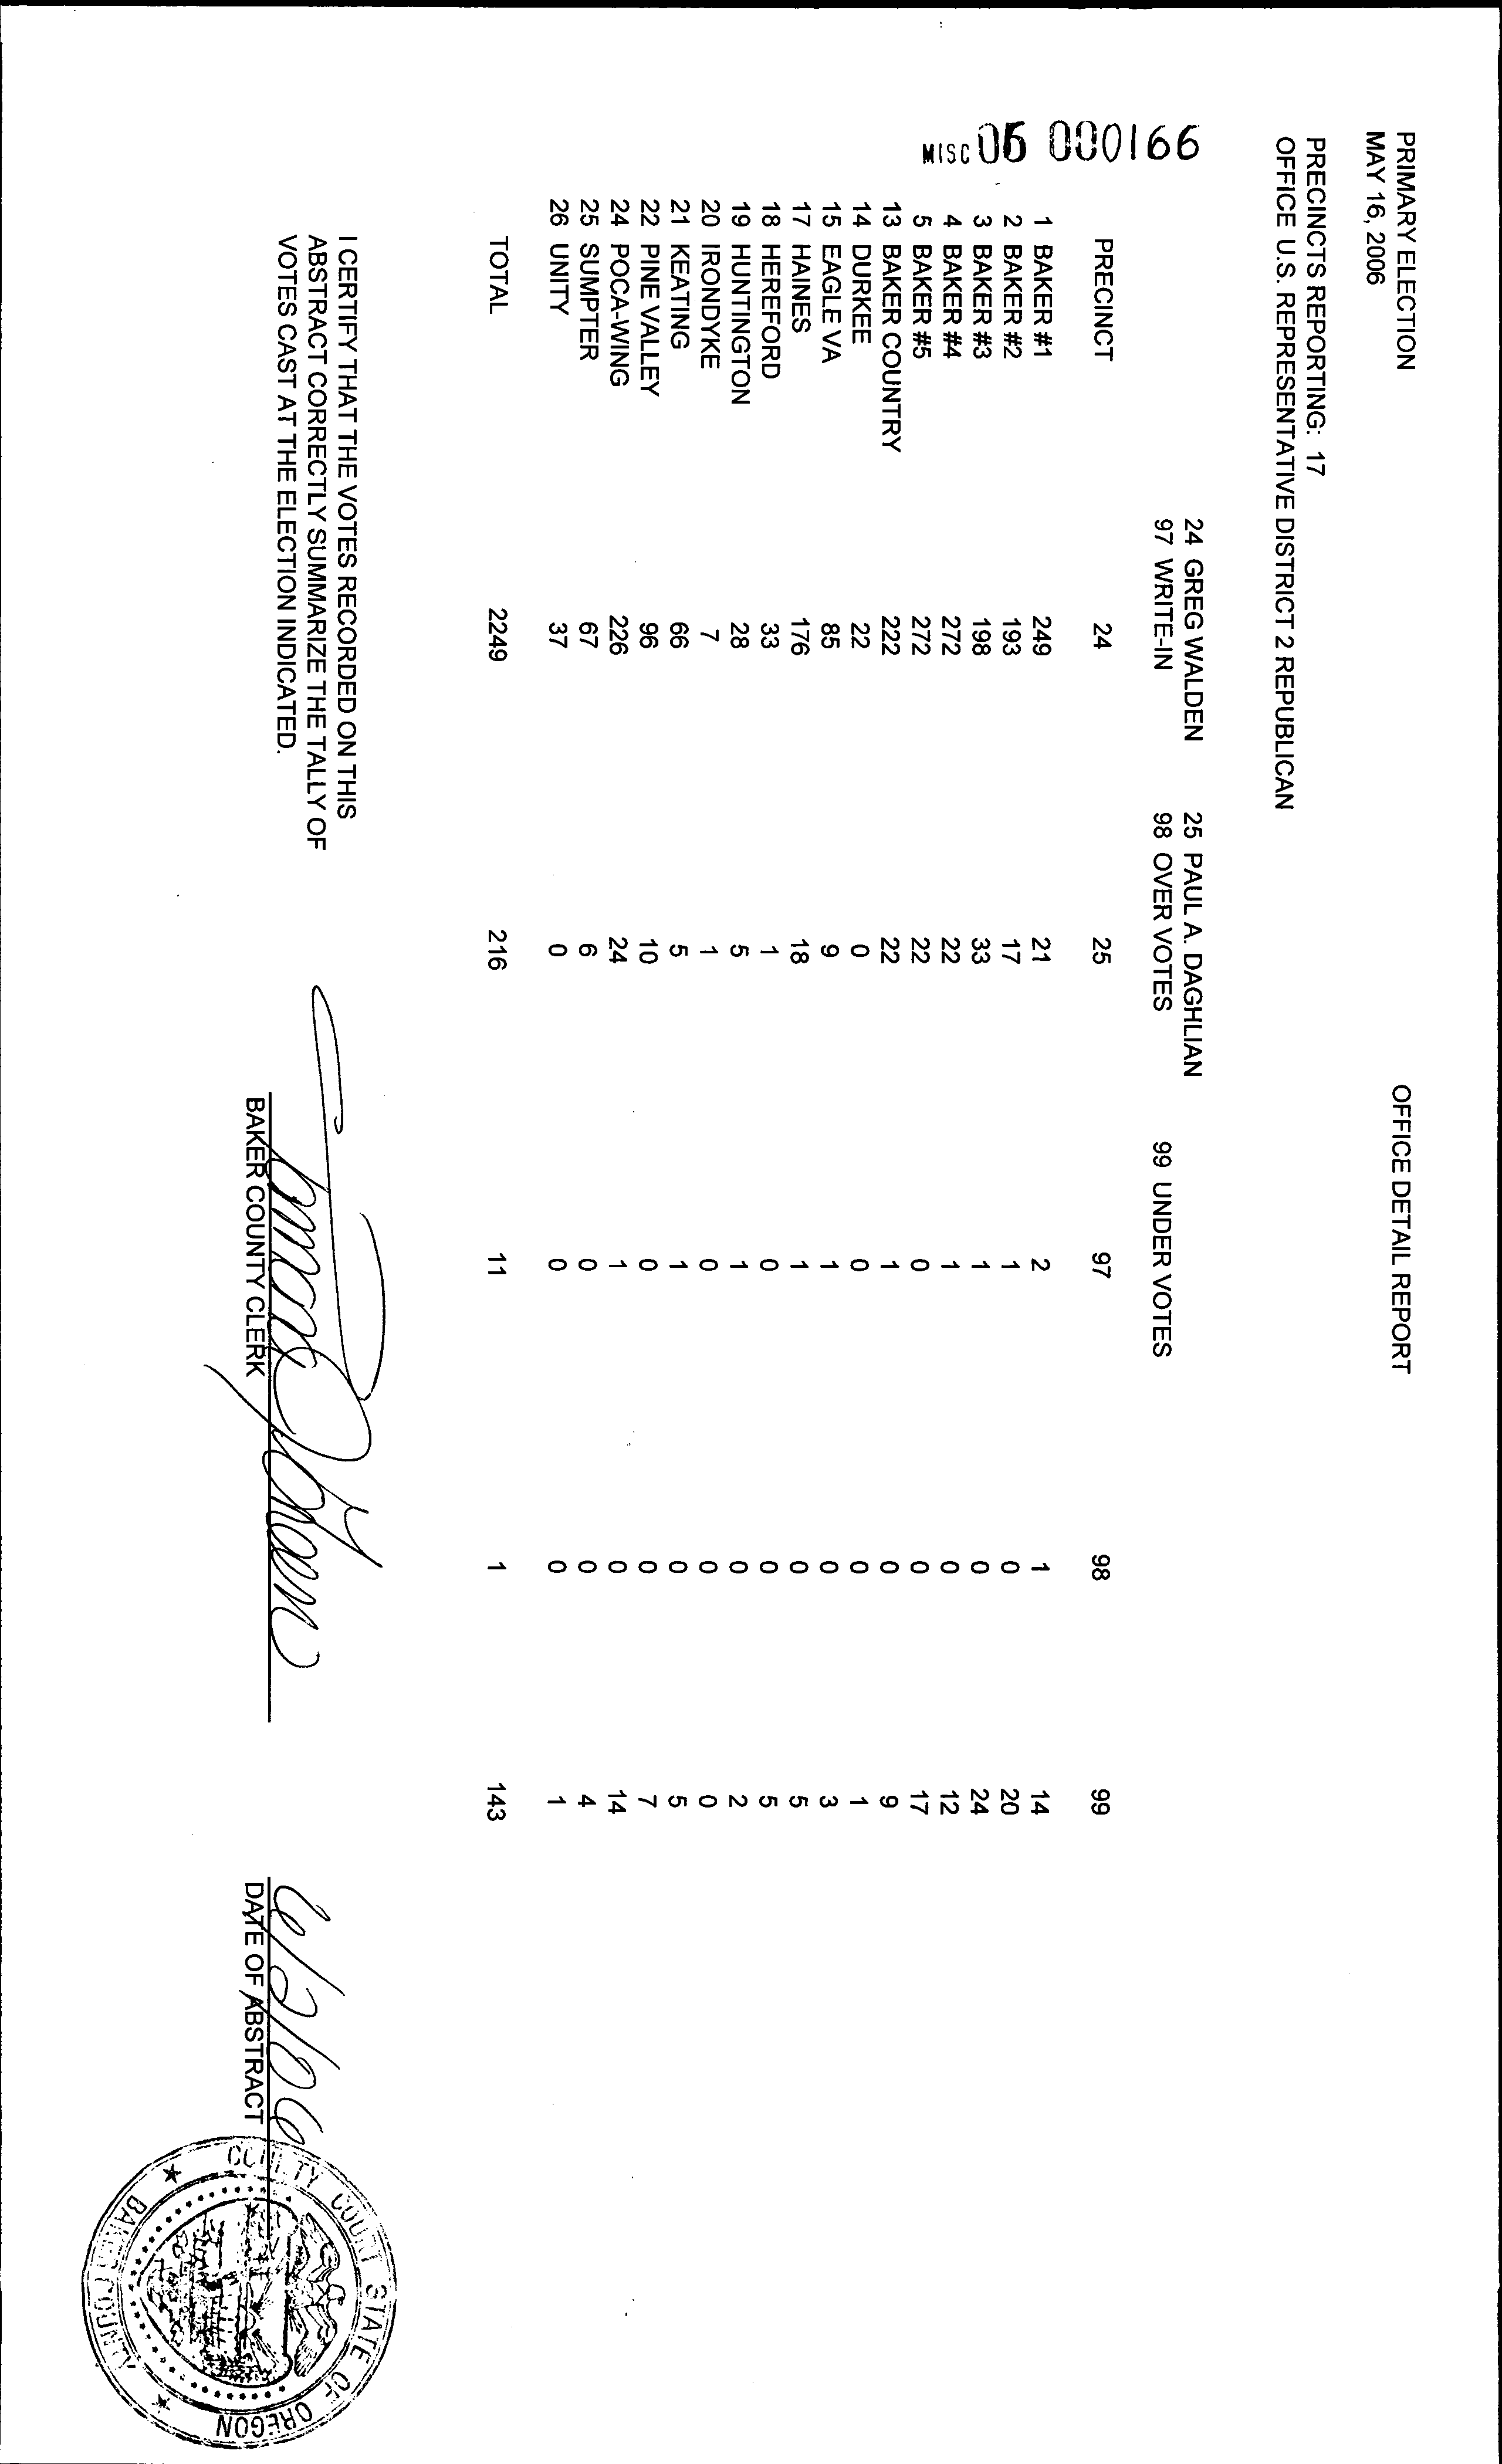 PRIMARY ELECTION OFFICE DETAIL REPORT
MAY 16, 2006
PRECINCTS REPORTING: 17
OFFICE U.S. REPRESENTATIVE DISTRICT 2 REPUBLICAN
24 GREG WALDEN 25 PAUL A. DAGHLIAN
97 WRITE-IN 98 OVER VOTES 99 UNDER VOTES
PRECINCT 24 25 97 98 99
1 BAKER #1 249 21 2 1 14
2 BAKER #2 193 17 1 0 20
3 BAKER #3 198 33 1 0 24
4 BAKER #4 272 22 1 0 12
5 BAKER #5 272 22 0 0 17
13 BAKER COUNTRY 222 22 1 0 9
14 DURKEE 22 0 0 0 1
15 EAGLE VA 85 9 1 0 3
17 HAINES 176 18 1 0 5
18 HEREFORD 33 1 0 0 5
19 HUNTINGTON 28 5 1 0 2
20 IRONDYKE 7 1 0 0 0
21 KEATING 66 5 1 0 5
22 PINE VALLEY 96 10 0 0 7
24 POCA-WING 226 24 1 0 14
25 SUMPTER 67 6 0 0 4
26 UNITY 37 0 0 0 1
TOTAL 2249 216 11 1 143
MISC 06 000166
I CERTIFY THAT THE VOTES RECORDED ON THIS
ABSTRACT CORRECTLY SUMMARIZE THE TALLY OF
VOTES CAST AT THE ELECTION INDICATED.
6/2/06
BAKER COUNTY CLERK DATE OF ABSTRACT
COUNTY COURT STATE OF OREGON
BAKER COUNTY